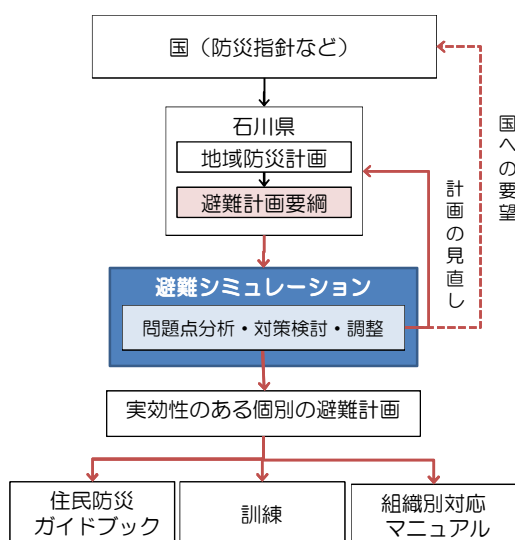 国（防災指針など）
石川県
地域防災計画
避難計画要綱
国への要望
計画の見直し
避難シミュレーション
問題点分析・対策検討・調整
実効性のある個別の避難計画
住民防災
ガイドブック
訓練
組織別対応
マニュアル